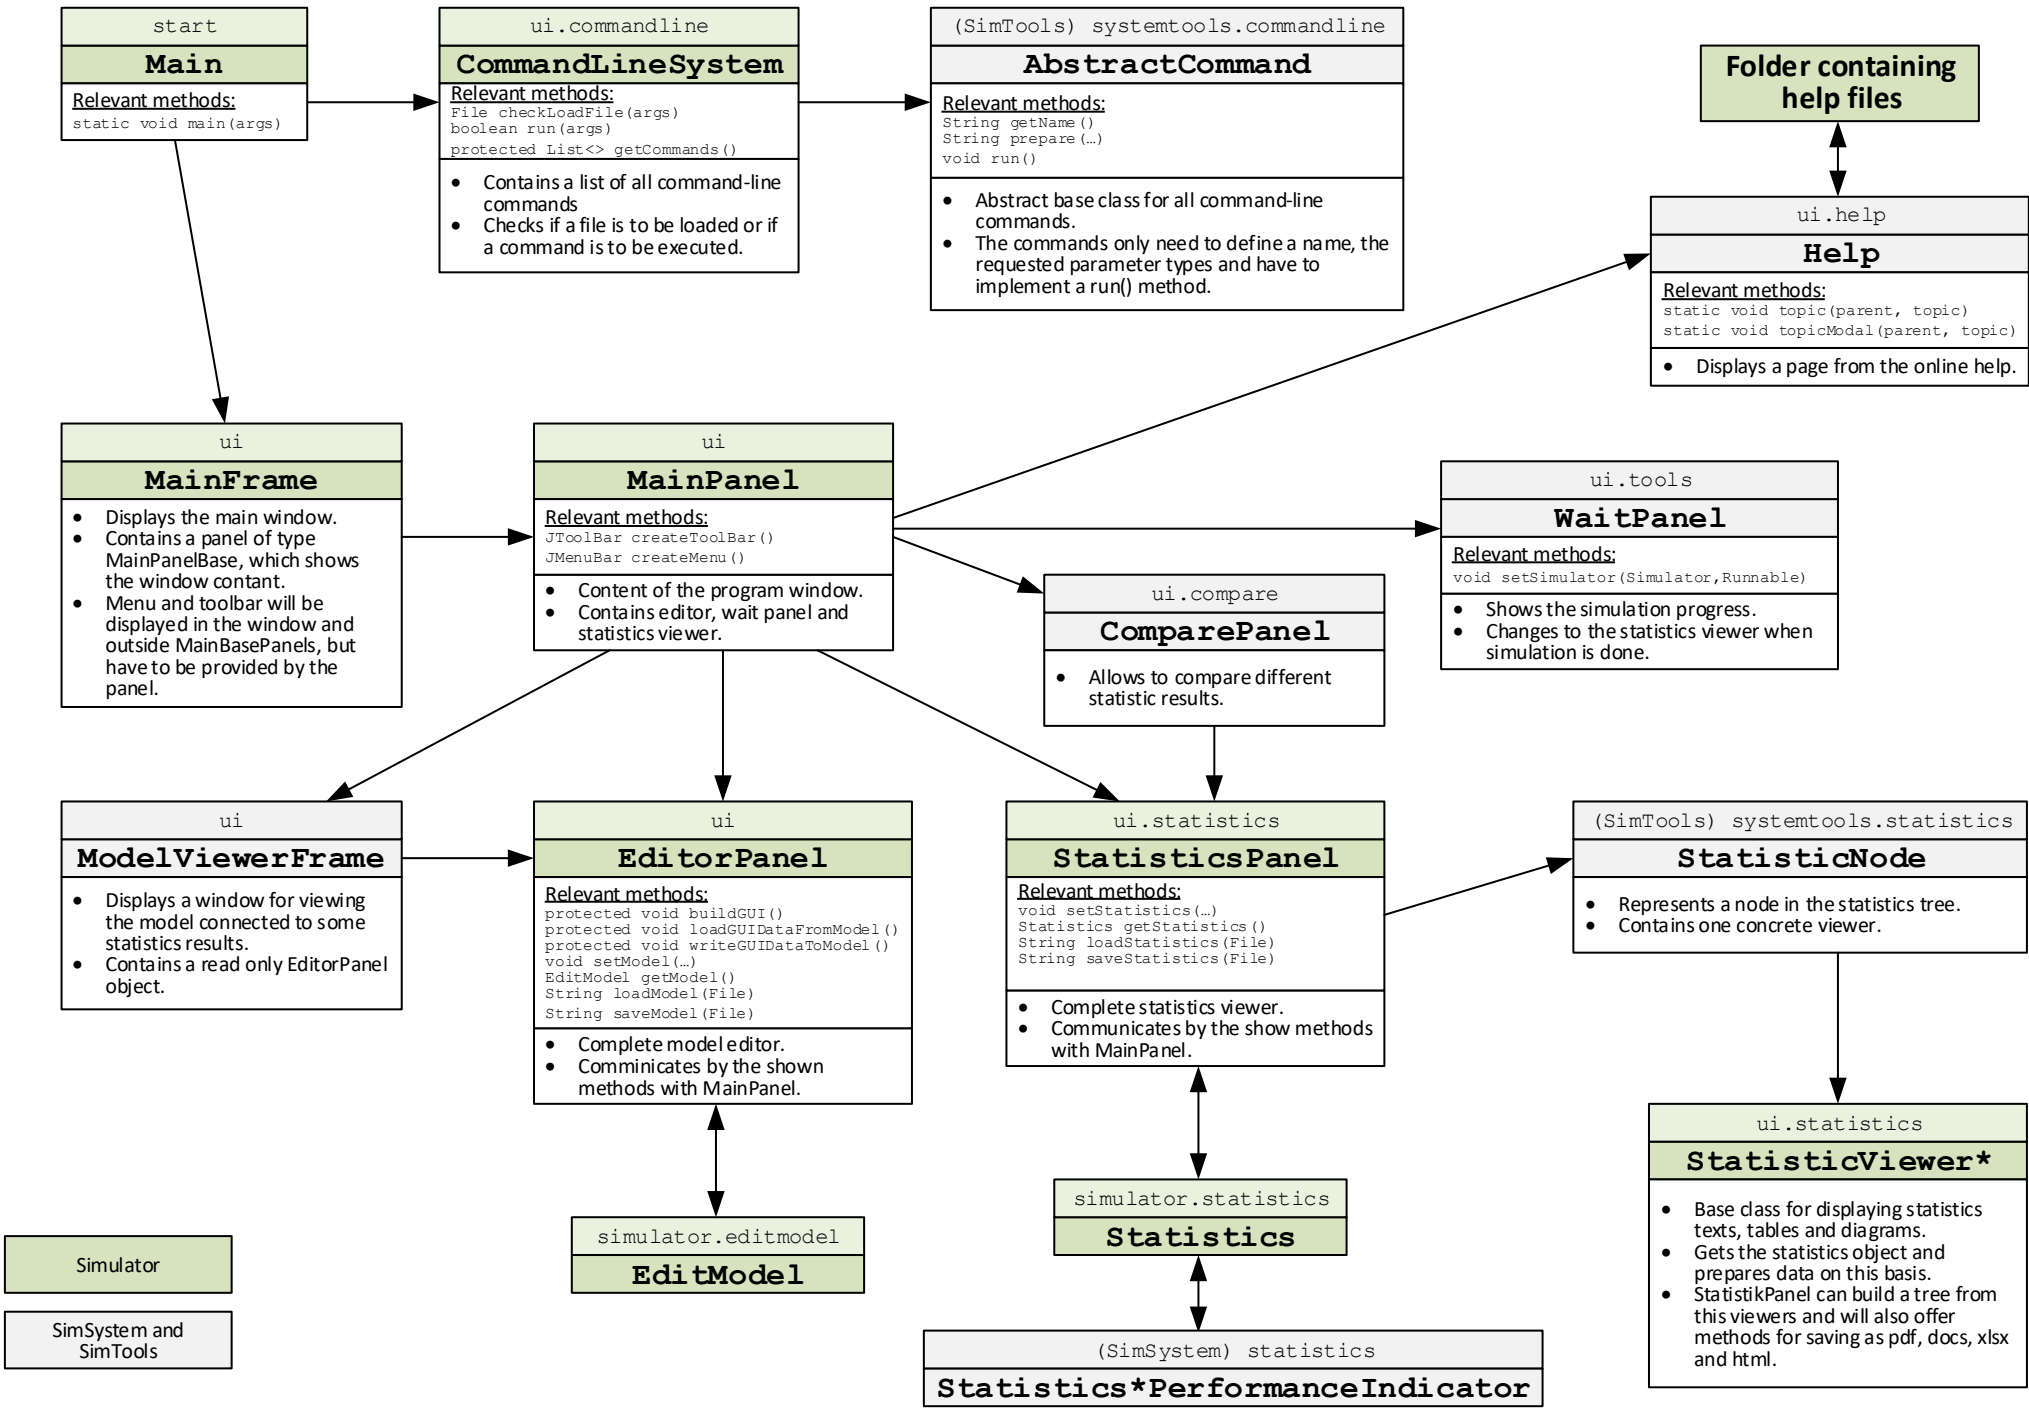 start
Main
Relevant methods:
static void main(args)
ui.commandline
CommandLineSystem
Relevant methods:
File checkLoadFile(args)
boolean run(args)
protected List<> getCommands()
• Contains a list of all command-line
commands
• Checks if a file is to be loaded or if
a command is to be executed.
(SimTools) systemtools.commandline
AbstractCommand
Relevant methods:
String getName()
String prepare(…)
void run()
• Abstract base class for all command-line
commands.
• The commands only need to define a name, the
requested parameter types and have to
implement a run() method.
Folder containing
help files
ui.help
Help
Relevant methods:
static void topic(parent, topic)
static void topicModal(parent, topic)
• Displays a page from the online help.
ui
MainFrame
• Displays the main window.
• Contains a panel of type
MainPanelBase, which shows
the window contant.
• Menu and toolbar will be
displayed in the window and
outside MainBasePanels, but
have to be provided by the
panel.
ui
MainPanel
Relevant methods:
JToolBar createToolBar()
JMenuBar createMenu()
• Content of the program window.
• Contains editor, wait panel and
statistics viewer.
ui.tools
WaitPanel
Relevant methods:
void setSimulator(Simulator,Runnable)
• Shows the simulation progress.
• Changes to the statistics viewer when
simulation is done.
ui.compare
ComparePanel
• Allows to compare different
statistic results.
ui
ModelViewerFrame
• Displays a window for viewing
the model connected to some
statistics results.
• Contains a read only EditorPanel
object.
ui
EditorPanel
Relevant methods:
protected void buildGUI()
protected void loadGUIDataFromModel()
protected void writeGUIDataToModel()
void setModel(…)
EditModel getModel()
String loadModel(File)
String saveModel(File)
• Complete model editor.
• Comminicates by the shown
methods with MainPanel.
ui.statistics
StatisticsPanel
Relevant methods:
void setStatistics(…)
Statistics getStatistics()
String loadStatistics(File)
String saveStatistics(File)
• Complete statistics viewer.
• Communicates by the show methods
with MainPanel.
(SimTools) systemtools.statistics
StatisticNode
• Represents a node in the statistics tree.
• Contains one concrete viewer.
ui.statistics
StatisticViewer*
• Base class for displaying statistics
texts, tables and diagrams.
• Gets the statistics object and
prepares data on this basis.
• StatistikPanel can build a tree from
this viewers and will also offer
methods for saving as pdf, docs, xlsx
and html.
simulator.editmodel
EditModel
simulator.statistics
Statistics
(SimSystem) statistics
Statistics*PerformanceIndicator
Simulator
SimSystem and
SimTools